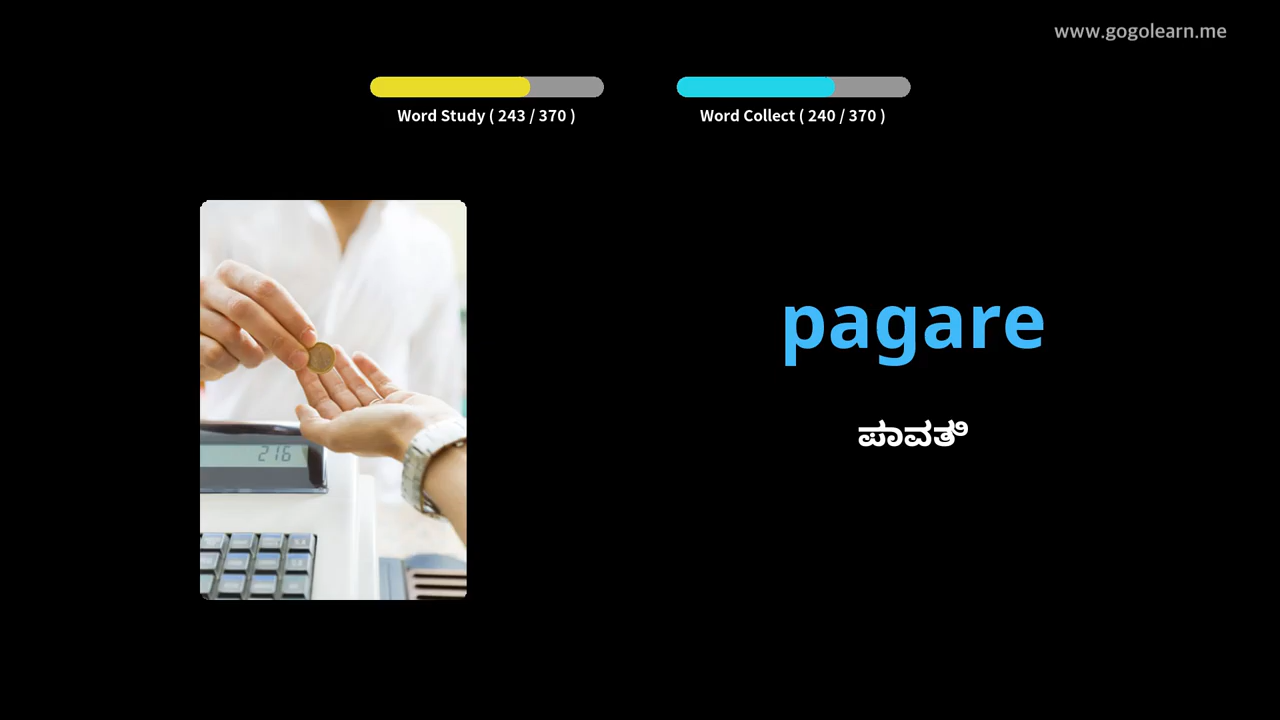 www.gogolearn.me
Word Study ( 243 / 370 )
Word Collect ( 240 / 370 )
216
pagare
ಪಾವತಿ